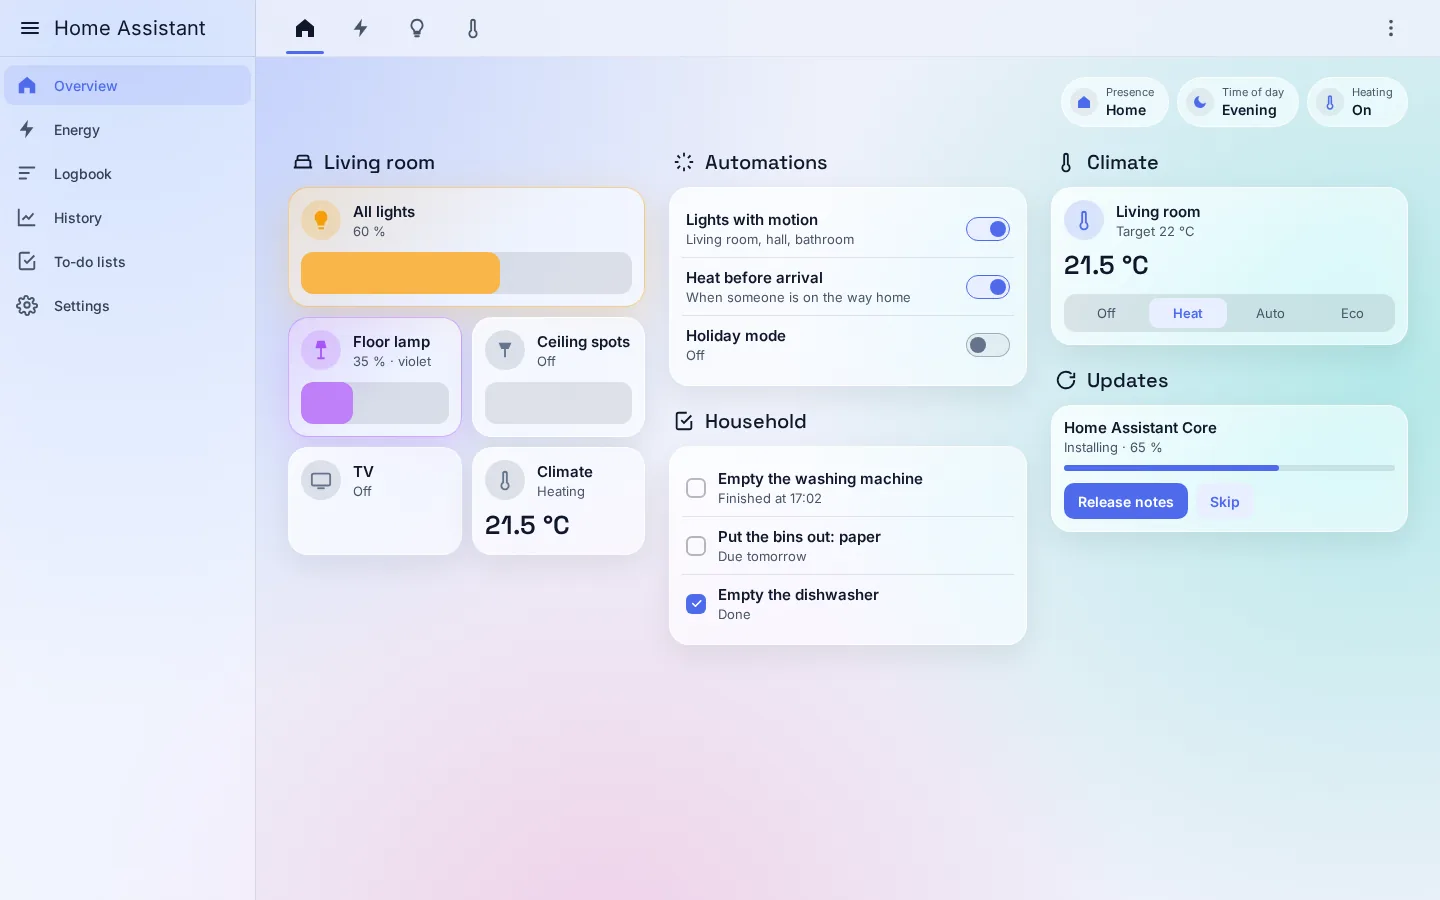 Home Assistant
Overview
Energy
Logbook
History
To-do lists
Settings
Presence
Home
Time of day
Evening
Heating
On
Living room
All lights
60 %
Floor lamp
35 % · violet
Ceiling spots
Off
TV
Off
Climate
Heating
21.5 °C
Automations
Lights with motion
Living room, hall, bathroom
Heat before arrival
When someone is on the way home
Holiday mode
Off
Household
Empty the washing machine
Finished at 17:02
Put the bins out: paper
Due tomorrow
Empty the dishwasher
Done
Climate
Living room
Target 22 °C
21.5 °C
Off Heat Auto Eco
Updates
Home Assistant Core
Installing · 65 %
Release notes Skip